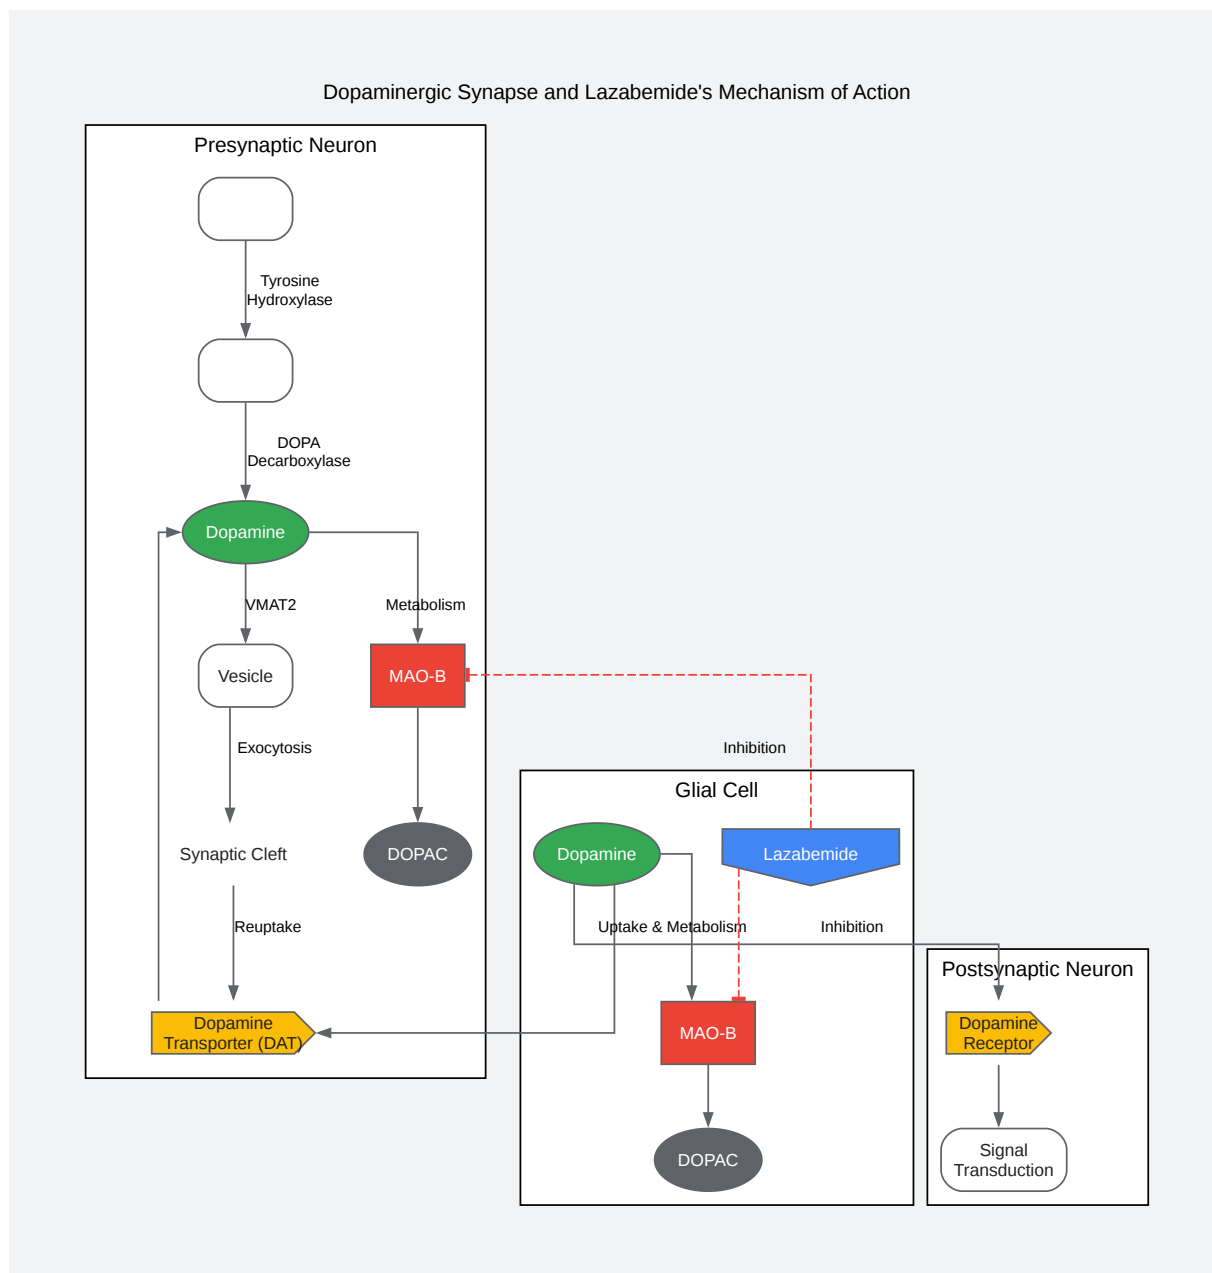 Dopaminergic Synapse and Lazabemide's Mechanism of Action
Presynaptic Neuron
Tyrosine
Hydroxylase
DOPA
Decarboxylase
Dopamine
VMAT2
Metabolism
Vesicle
MAO-B
Exocytosis
Inhibition
Synaptic Cleft
DOPAC
Reuptake
Dopamine
Transporter (DAT)
Glial Cell
Dopamine
Lazabemide
Uptake & Metabolism
Inhibition
MAO-B
DOPAC
Postsynaptic Neuron
Dopamine
Receptor
Signal
Transduction